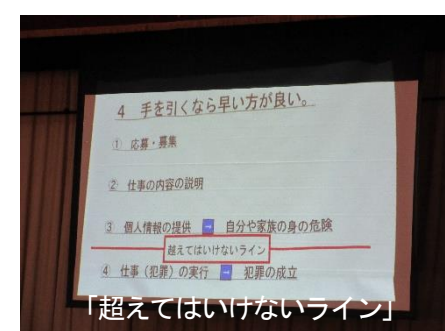 4 手を引くなら早い方が良い。
① 応募・募集
② 仕事の内容の説明
③ 個人情報の提供 → 自分や家族の身の危険
超えてはいけないライン
④ 仕事（犯罪）の実行 → 犯罪の成立
「超えてはいけないライン」